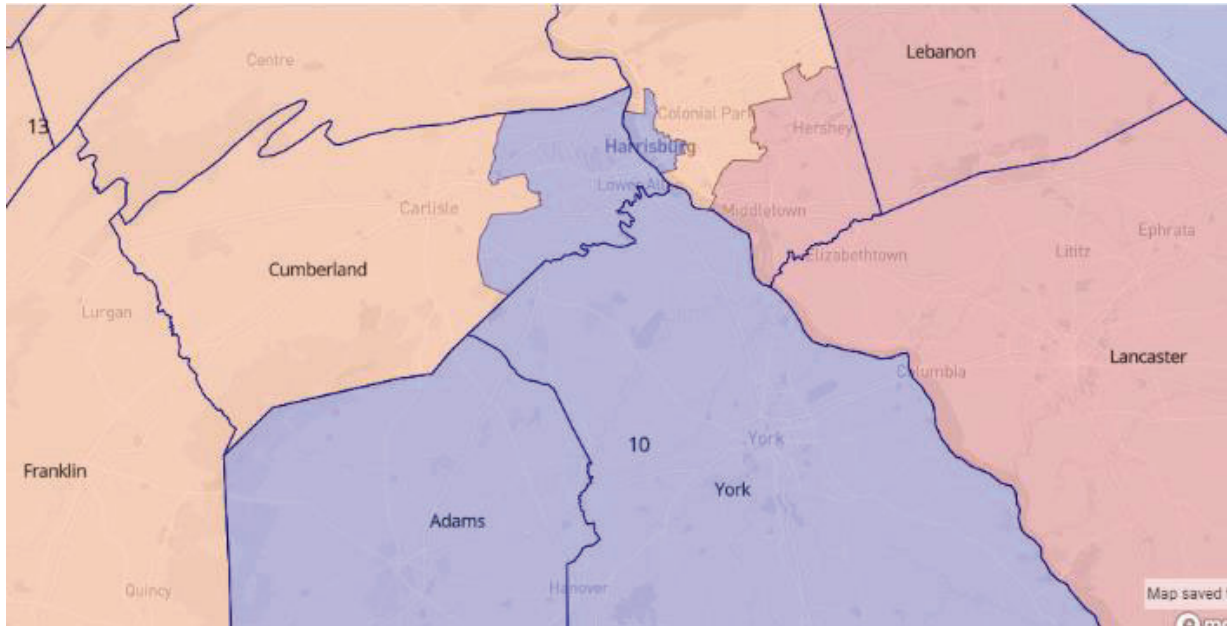 Lebanon
Centre
13
Colonial Park
Hershey
Harrisburg
Lower
Carlisle
Middletown
Ephrata
Elizabethtown
Lititz
Cumberland
Lurgan
Lancaster
Columbia
10
York
Franklin
York
Adams
Quincy
Hanover
Map saved